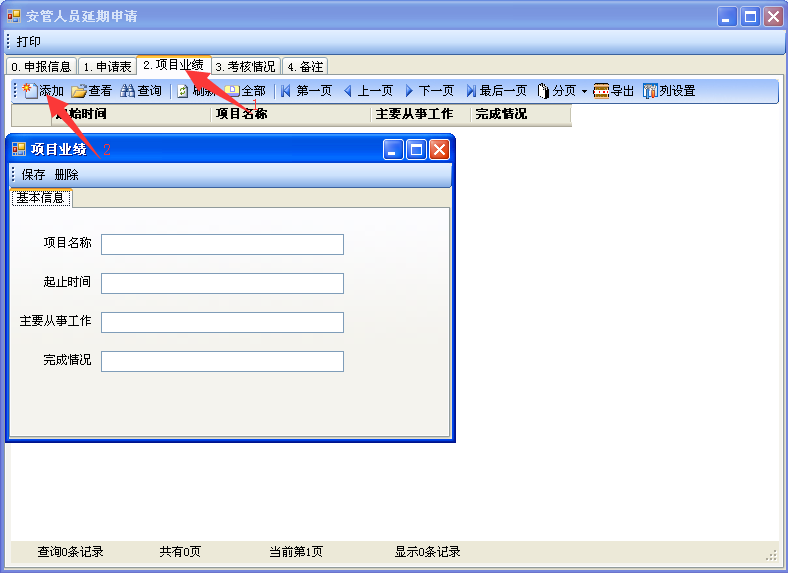 安管人员延期申请
打印
0.申报信息 1.申请表 2.项目业绩 3.考核情况 4.备注
添加 查看 查询 刷新 全部 第一页 上一页 下一页 最后一页 分页 导出 列设置
1
起始时间 项目名称 主要从事工作 完成情况
项目业绩 2
保存 删除
基本信息
项目名称
起止时间
主要从事工作
完成情况
查询0条记录 共有0页 当前第1页 显示0条记录